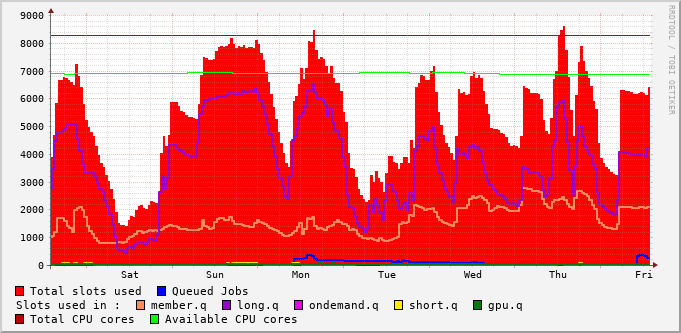 9000
8000
7000
6000
5000
4000
3000
2000
1000
0
Sat Sun Mon Tue Wed Thu Fri
RRDTOOL / TOBI OETIKER
Total slots used Queued Jobs
Slots used in : member.q long.q ondemand.q short.q gpu.q
Total CPU cores Available CPU cores